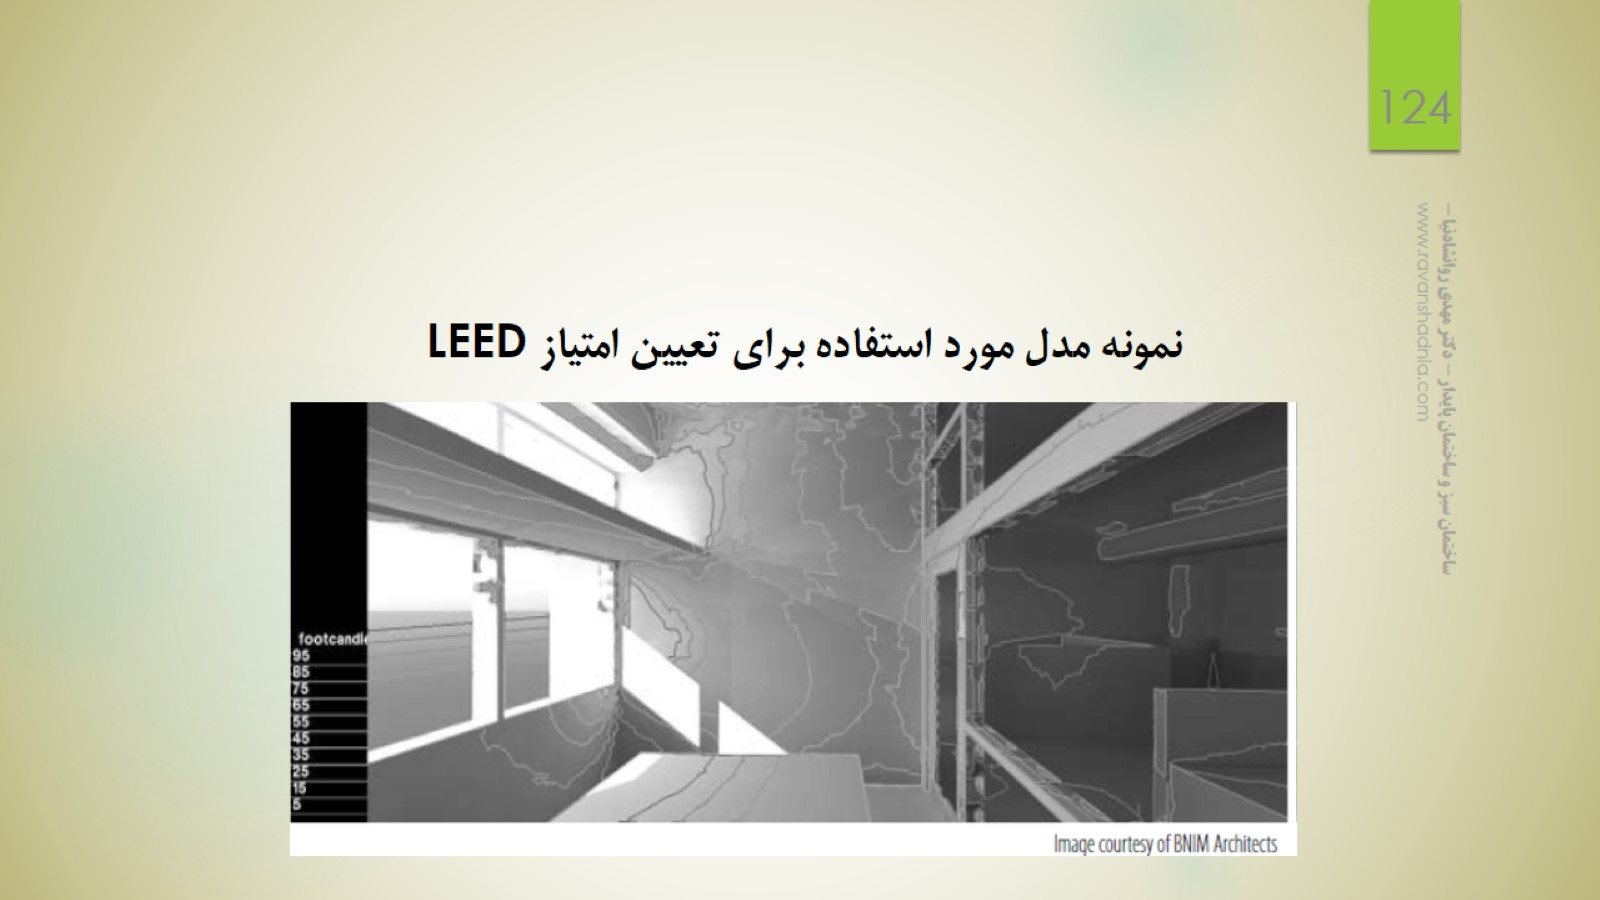 124
ساختمان سبز و ساختمان پایدار – دکتر مهدی روانشادنیا –
www.ravanshadnia.com
نمونه مدل مورد استفاده برای تعیین امتیاز LEED
footcandle
95
85
75
65
55
45
35
25
15
5
Image courtesy of BNIM Architects